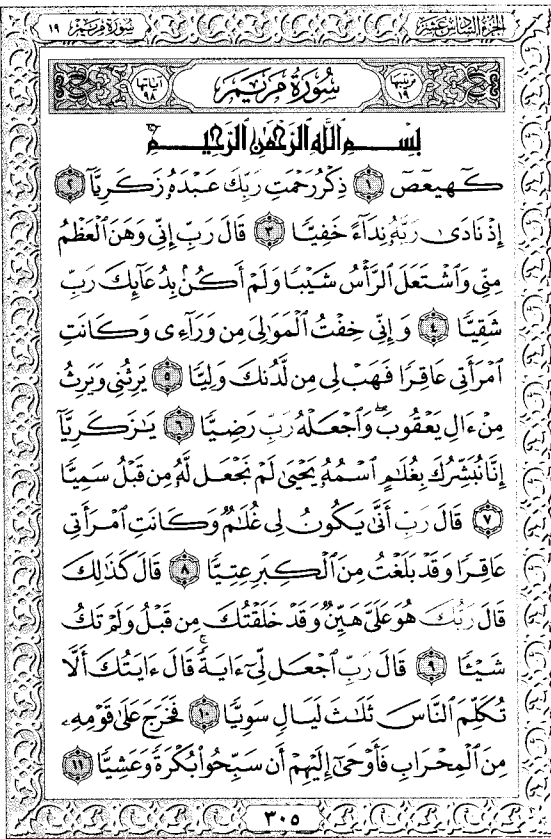 الجزء السادس عشر سورة مريم ١٩
ترتيبها ١٩ سُورَةُ مَرْيَمَ آياتها ٩٨
بِسْمِ ٱللَّهِ ٱلرَّحْمَٰنِ ٱلرَّحِيمِ
كٓهيعٓصٓ ١ ذِكْرُ رَحْمَتِ رَبِّكَ عَبْدَهُۥ زَكَرِيَّآ ٢
إِذْ نَادَىٰ رَبَّهُۥ نِدَآءً خَفِيًّا ٣ قَالَ رَبِّ إِنِّى وَهَنَ ٱلْعَظْمُ
مِنِّى وَٱشْتَعَلَ ٱلرَّأْسُ شَيْبًا وَلَمْ أَكُنۢ بِدُعَآئِكَ رَبِّ
شَقِيًّا ٤ وَإِنِّى خِفْتُ ٱلْمَوَٰلِىَ مِن وَرَآءِى وَكَانَتِ
ٱمْرَأَتِى عَاقِرًا فَهَبْ لِى مِن لَّدُنكَ وَلِيًّا ٥ يَرِثُنِى وَيَرِثُ
مِنْ ءَالِ يَعْقُوبَ ۖ وَٱجْعَلْهُ رَبِّ رَضِيًّا ٦ يَٰزَكَرِيَّآ
إِنَّا نُبَشِّرُكَ بِغُلَٰمٍ ٱسْمُهُۥ يَحْيَىٰ لَمْ نَجْعَل لَّهُۥ مِن قَبْلُ سَمِيًّا
٧ قَالَ رَبِّ أَنَّىٰ يَكُونُ لِى غُلَٰمٌ وَكَانَتِ ٱمْرَأَتِى
عَاقِرًا وَقَدْ بَلَغْتُ مِنَ ٱلْكِبَرِ عِتِيًّا ٨ قَالَ كَذَٰلِكَ
قَالَ رَبُّكَ هُوَ عَلَىَّ هَيِّنٌ وَقَدْ خَلَقْتُكَ مِن قَبْلُ وَلَمْ تَكُ
شَيْـًٔا ٩ قَالَ رَبِّ ٱجْعَل لِّىٓ ءَايَةً ۚ قَالَ ءَايَتُكَ أَلَّا
تُكَلِّمَ ٱلنَّاسَ ثَلَٰثَ لَيَالٍ سَوِيًّا ١٠ فَخَرَجَ عَلَىٰ قَوْمِهِۦ
مِنَ ٱلْمِحْرَابِ فَأَوْحَىٰٓ إِلَيْهِمْ أَن سَبِّحُوا۟ بُكْرَةً وَعَشِيًّا ١١
٣٠٥